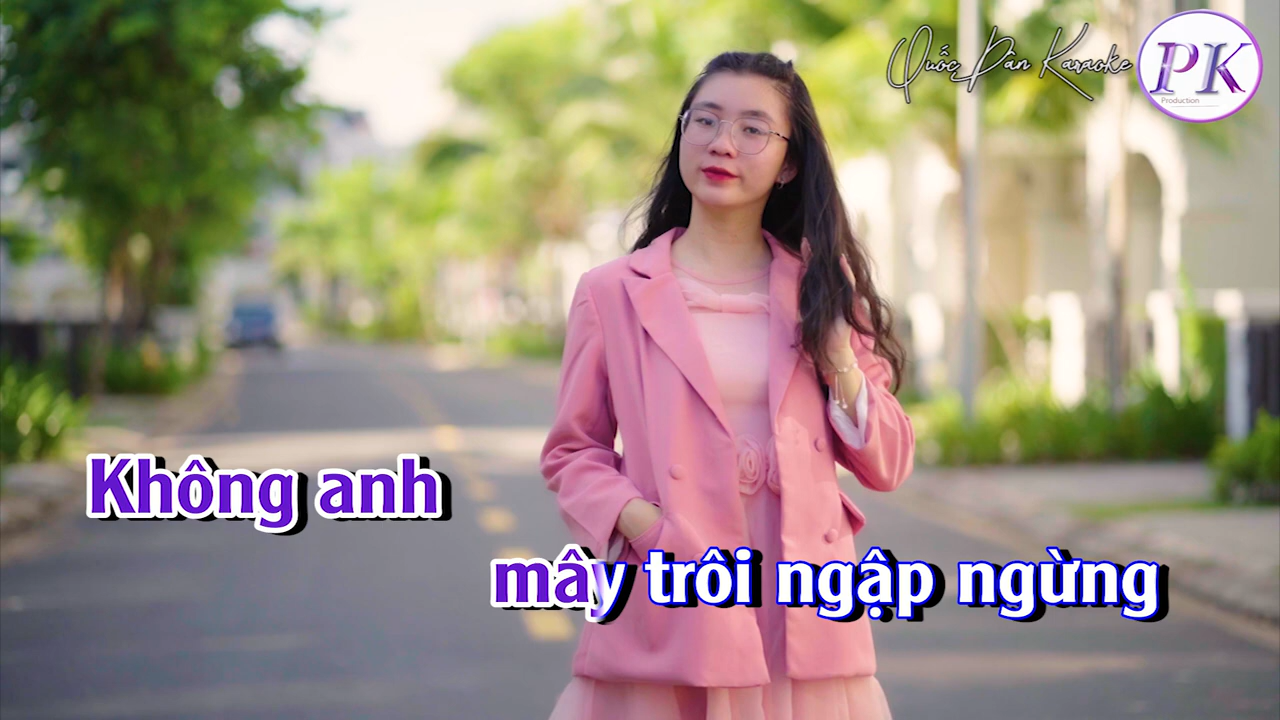 Quốc Dân Karaoke
PK
Production
Không anh
mây trôi ngập ngừng